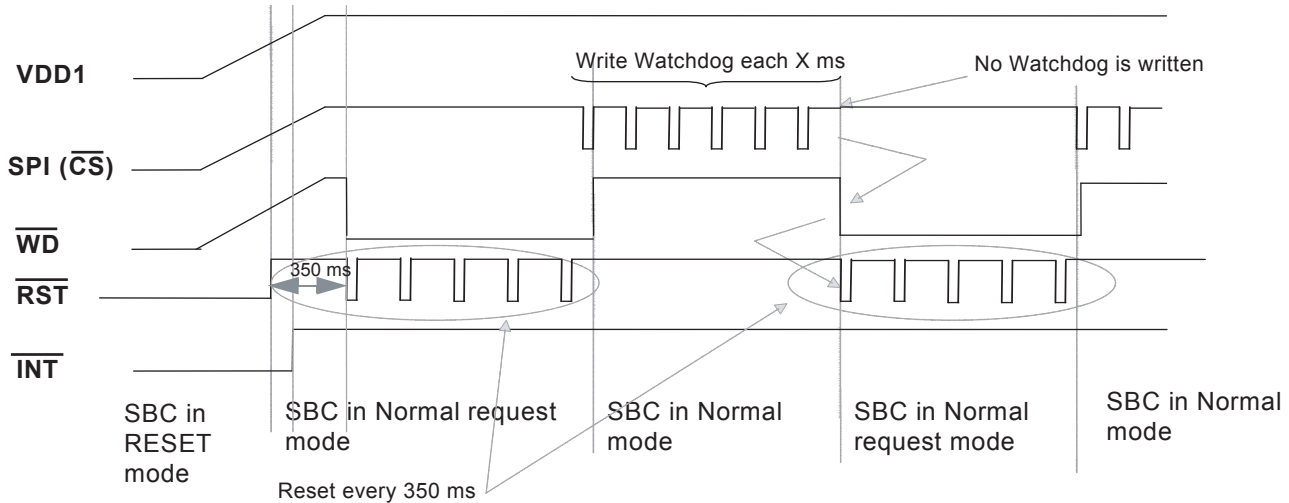 VDD1
Write Watchdog each X ms
No Watchdog is written
SPI (CS)
WD
350 ms
RST
INT
SBC in
RESET
mode
SBC in Normal request
mode
SBC in Normal
mode
SBC in Normal
request mode
SBC in Normal
mode
Reset every 350 ms